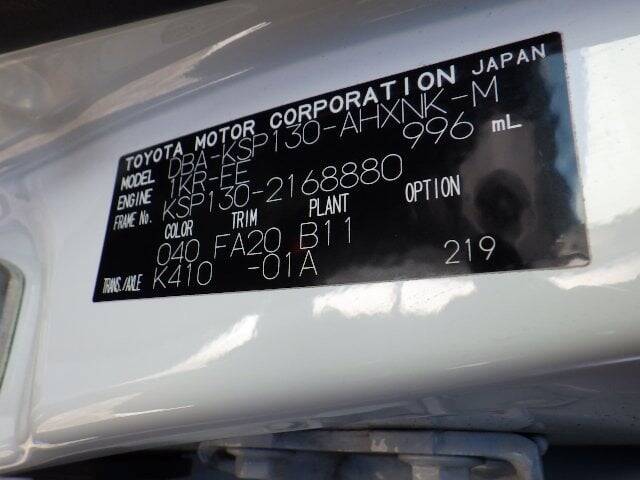 TOYOTA MOTOR CORPORATION JAPAN
MODEL DBA-KSP130-AHXNK-M
ENGINE 1KR-FE 996 mL
FRAME No. KSP130-2168880
COLOR TRIM PLANT OPTION
040 FA20 B11
TRANS./AXLE K410 -01A 219